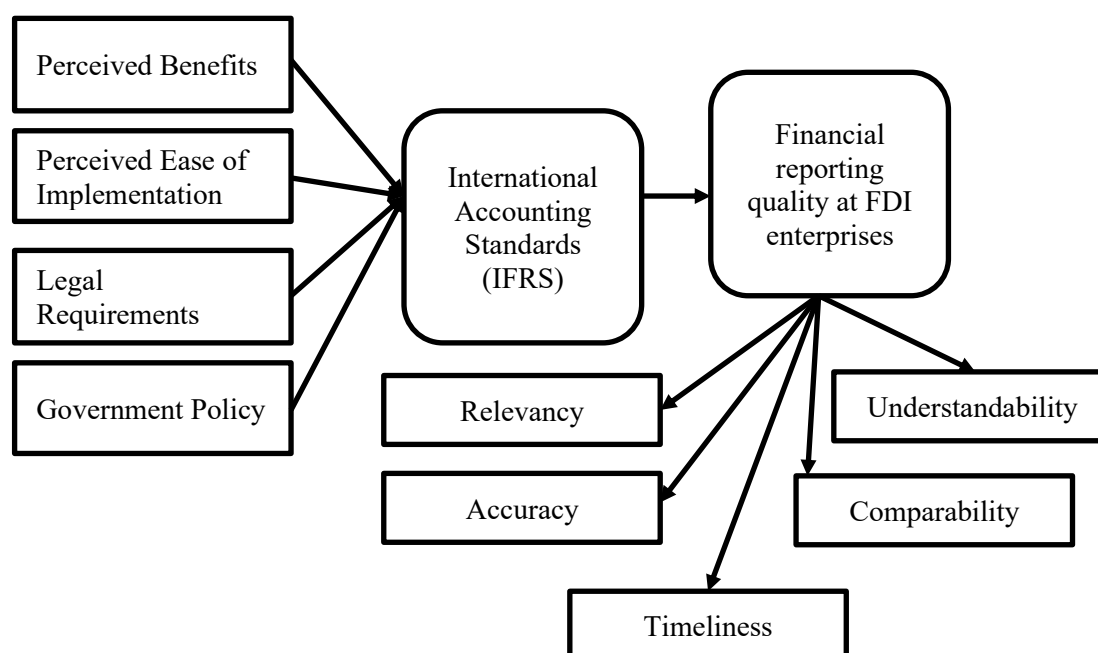 Perceived Benefits
Perceived Ease of
Implementation
Legal
Requirements
Government Policy
International
Accounting
Standards
(IFRS)
Financial
reporting
quality at FDI
enterprises
Relevancy
Accuracy
Timeliness
Understandability
Comparability